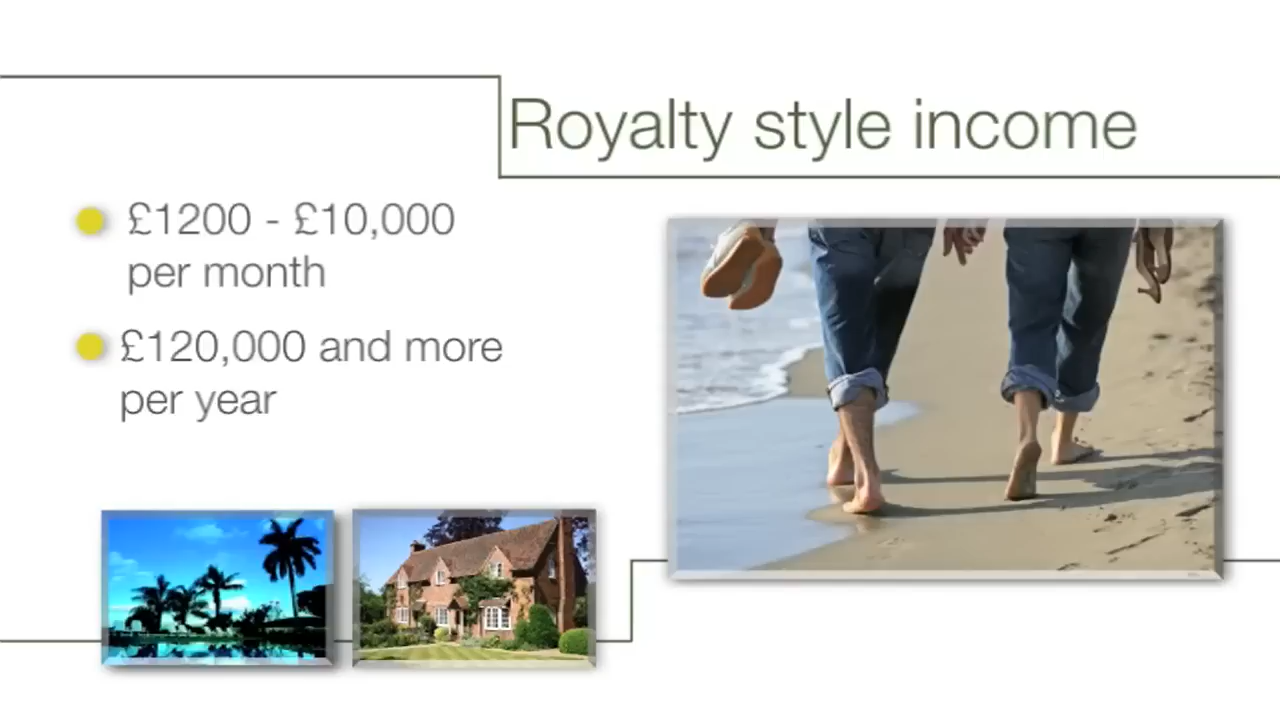 Royalty style income
£1200 - £10,000
per month
£120,000 and more
per year